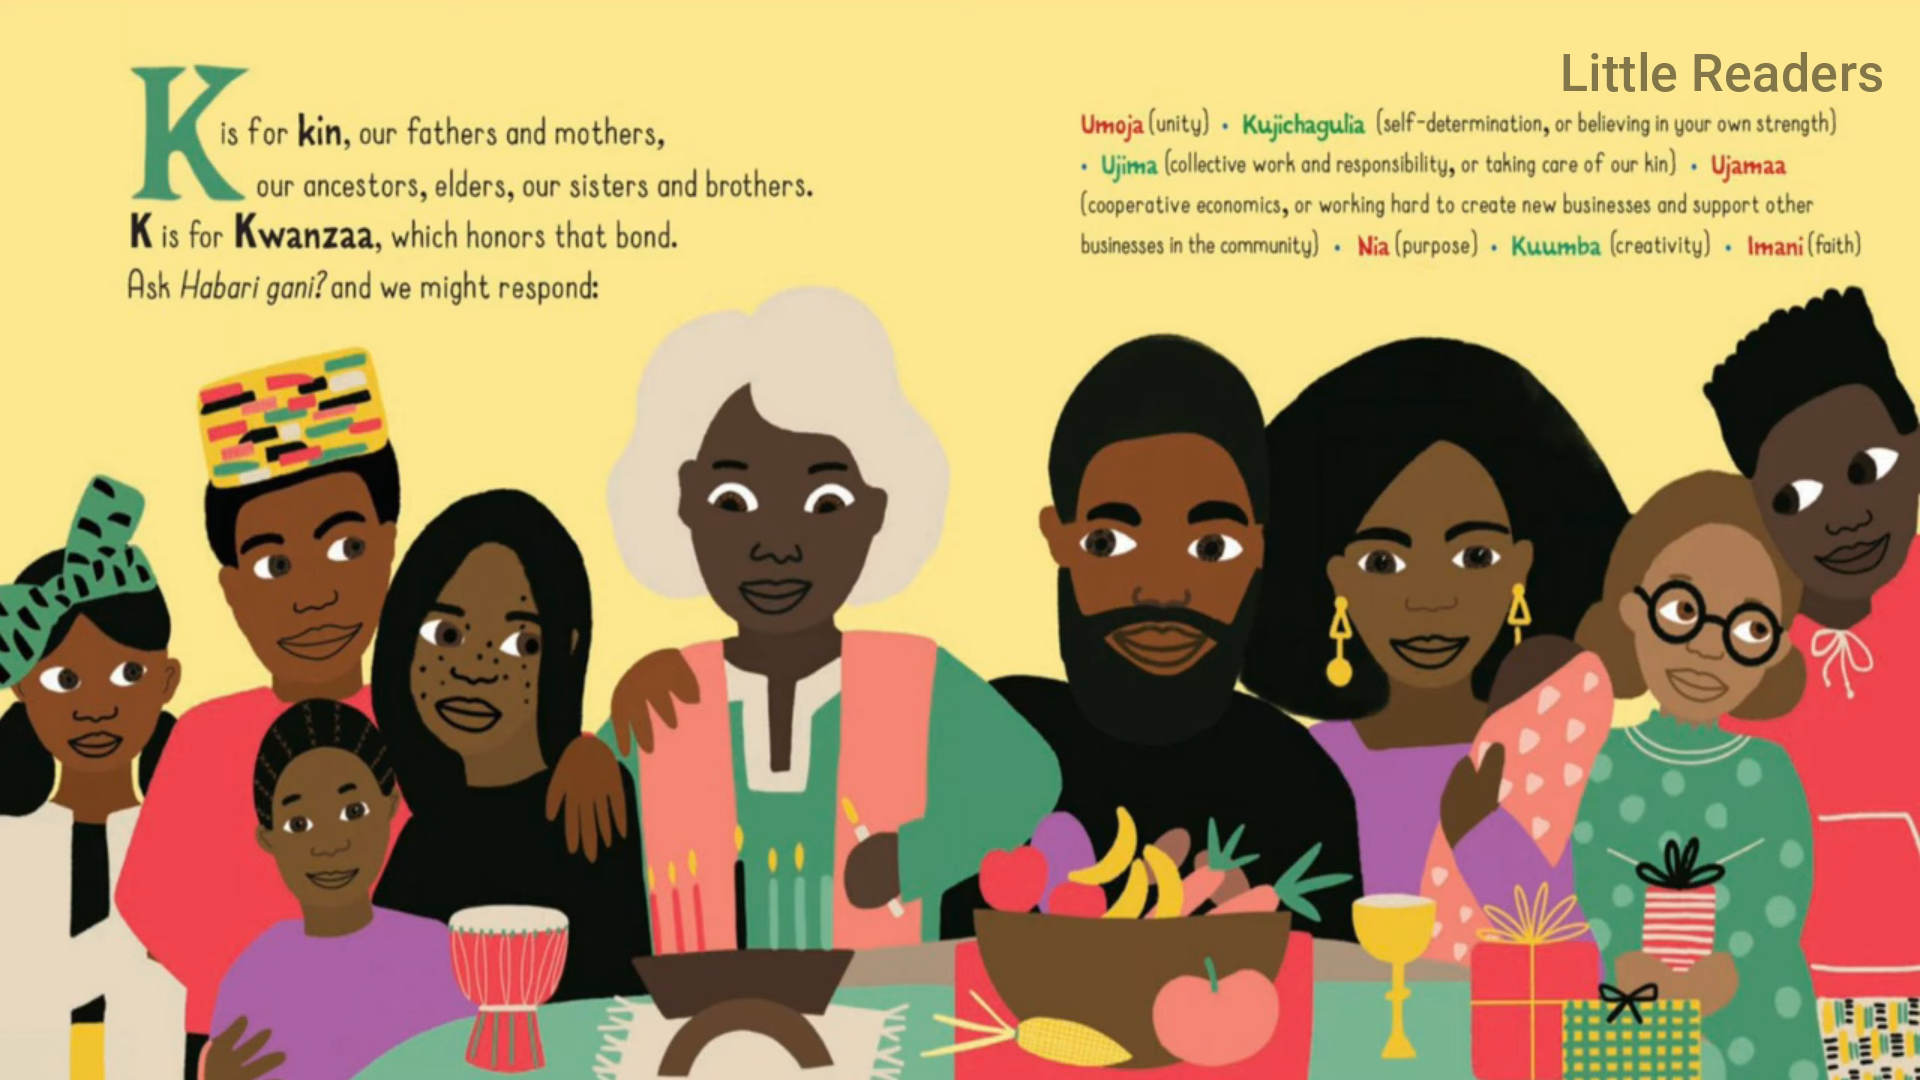 K is for kin, our fathers and mothers,
our ancestors, elders, our sisters and brothers.
K is for Kwanzaa, which honors that bond.
Ask Habari gani? and we might respond:
Little Readers
Umoja (unity) • Kujichagulia (self-determination, or believing in your own strength)
• Ujima (collective work and responsibility, or taking care of our kin) • Ujamaa
(cooperative economics, or working hard to create new businesses and support other
businesses in the community) • Nia (purpose) • Kuumba (creativity) • Imani (faith)